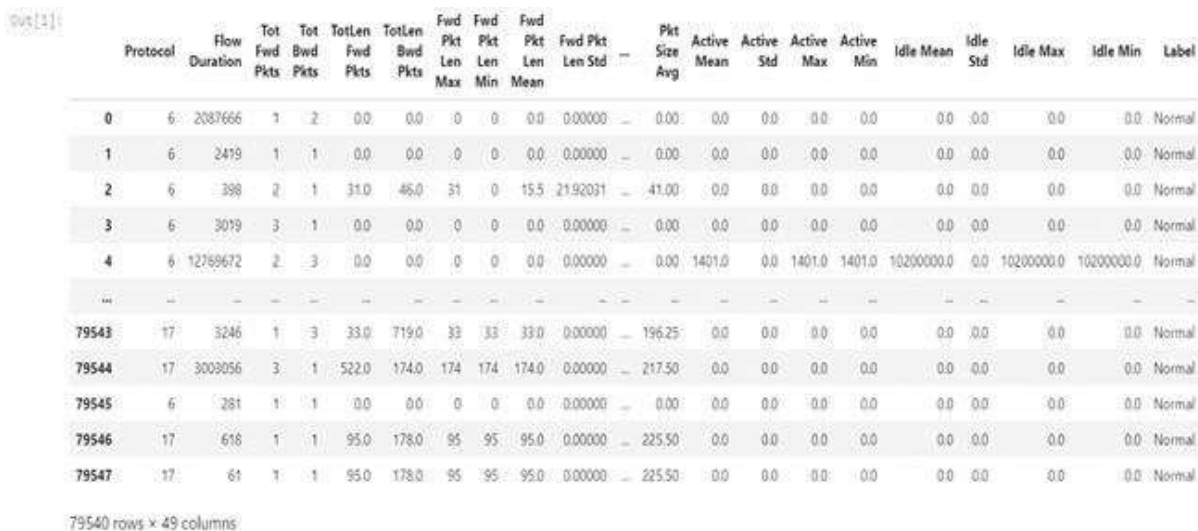 Out[1]:
Protocol Flow Duration Tot Fwd Pkts Tot Bwd Pkts TotLen Fwd Pkts TotLen Bwd Pkts Fwd Pkt Len Max Fwd Pkt Len Min Fwd Pkt Len Mean Fwd Pkt Len Std ... Pkt Size Avg Active Mean Active Std Active Max Active Min Idle Mean Idle Std Idle Max Idle Min Label
0 6 2087666 1 2 0.0 0.0 0 0 0.0 0.00000 ... 0.00 0.0 0.0 0.0 0.0 0.0 0.0 0.0 0.0 Normal
1 6 2419 1 1 0.0 0.0 0 0 0.0 0.00000 ... 0.00 0.0 0.0 0.0 0.0 0.0 0.0 0.0 0.0 Normal
2 6 398 2 1 31.0 46.0 31 0 15.5 21.92031 ... 41.00 0.0 0.0 0.0 0.0 0.0 0.0 0.0 0.0 Normal
3 6 3019 3 1 0.0 0.0 0 0 0.0 0.00000 ... 0.00 0.0 0.0 0.0 0.0 0.0 0.0 0.0 0.0 Normal
4 6 12769672 2 3 0.0 0.0 0 0 0.0 0.00000 ... 0.00 1401.0 0.0 1401.0 1401.0 10200000.0 0.0 10200000.0 10200000.0 Normal
... ... ... ... ... ... ... ... ... ... ... ... ... ... ... ... ... ... ... ... ... ...
79543 17 3246 1 3 33.0 719.0 33 33 33.0 0.00000 ... 196.25 0.0 0.0 0.0 0.0 0.0 0.0 0.0 0.0 Normal
79544 17 3003056 3 1 522.0 174.0 174 174 174.0 0.00000 ... 217.50 0.0 0.0 0.0 0.0 0.0 0.0 0.0 0.0 Normal
79545 6 281 1 1 0.0 0.0 0 0 0.0 0.00000 ... 0.00 0.0 0.0 0.0 0.0 0.0 0.0 0.0 0.0 Normal
79546 17 618 1 1 95.0 178.0 95 95 95.0 0.00000 ... 225.50 0.0 0.0 0.0 0.0 0.0 0.0 0.0 0.0 Normal
79547 17 61 1 1 95.0 178.0 95 95 95.0 0.00000 ... 225.50 0.0 0.0 0.0 0.0 0.0 0.0 0.0 0.0 Normal
79540 rows × 49 columns